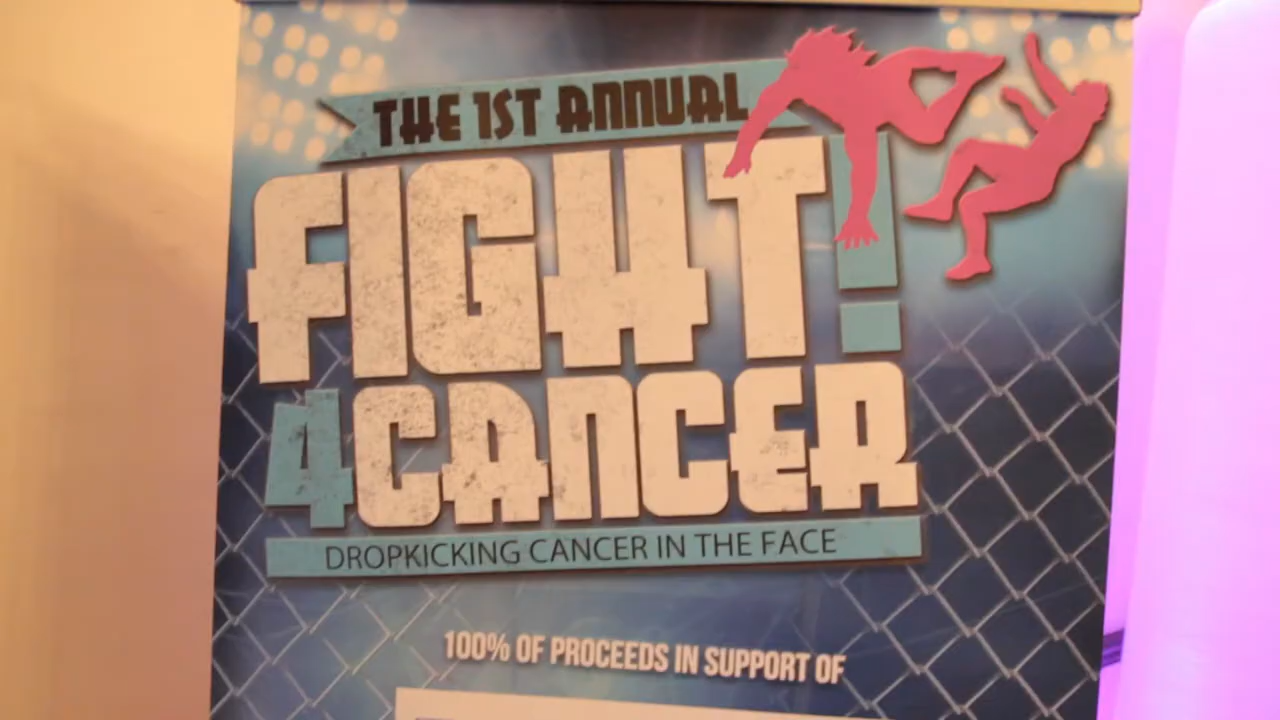 THE 1ST ANNUAL
FIGHT!
4CANCER
DROPKICKING CANCER IN THE FACE
100% OF PROCEEDS IN SUPPORT OF